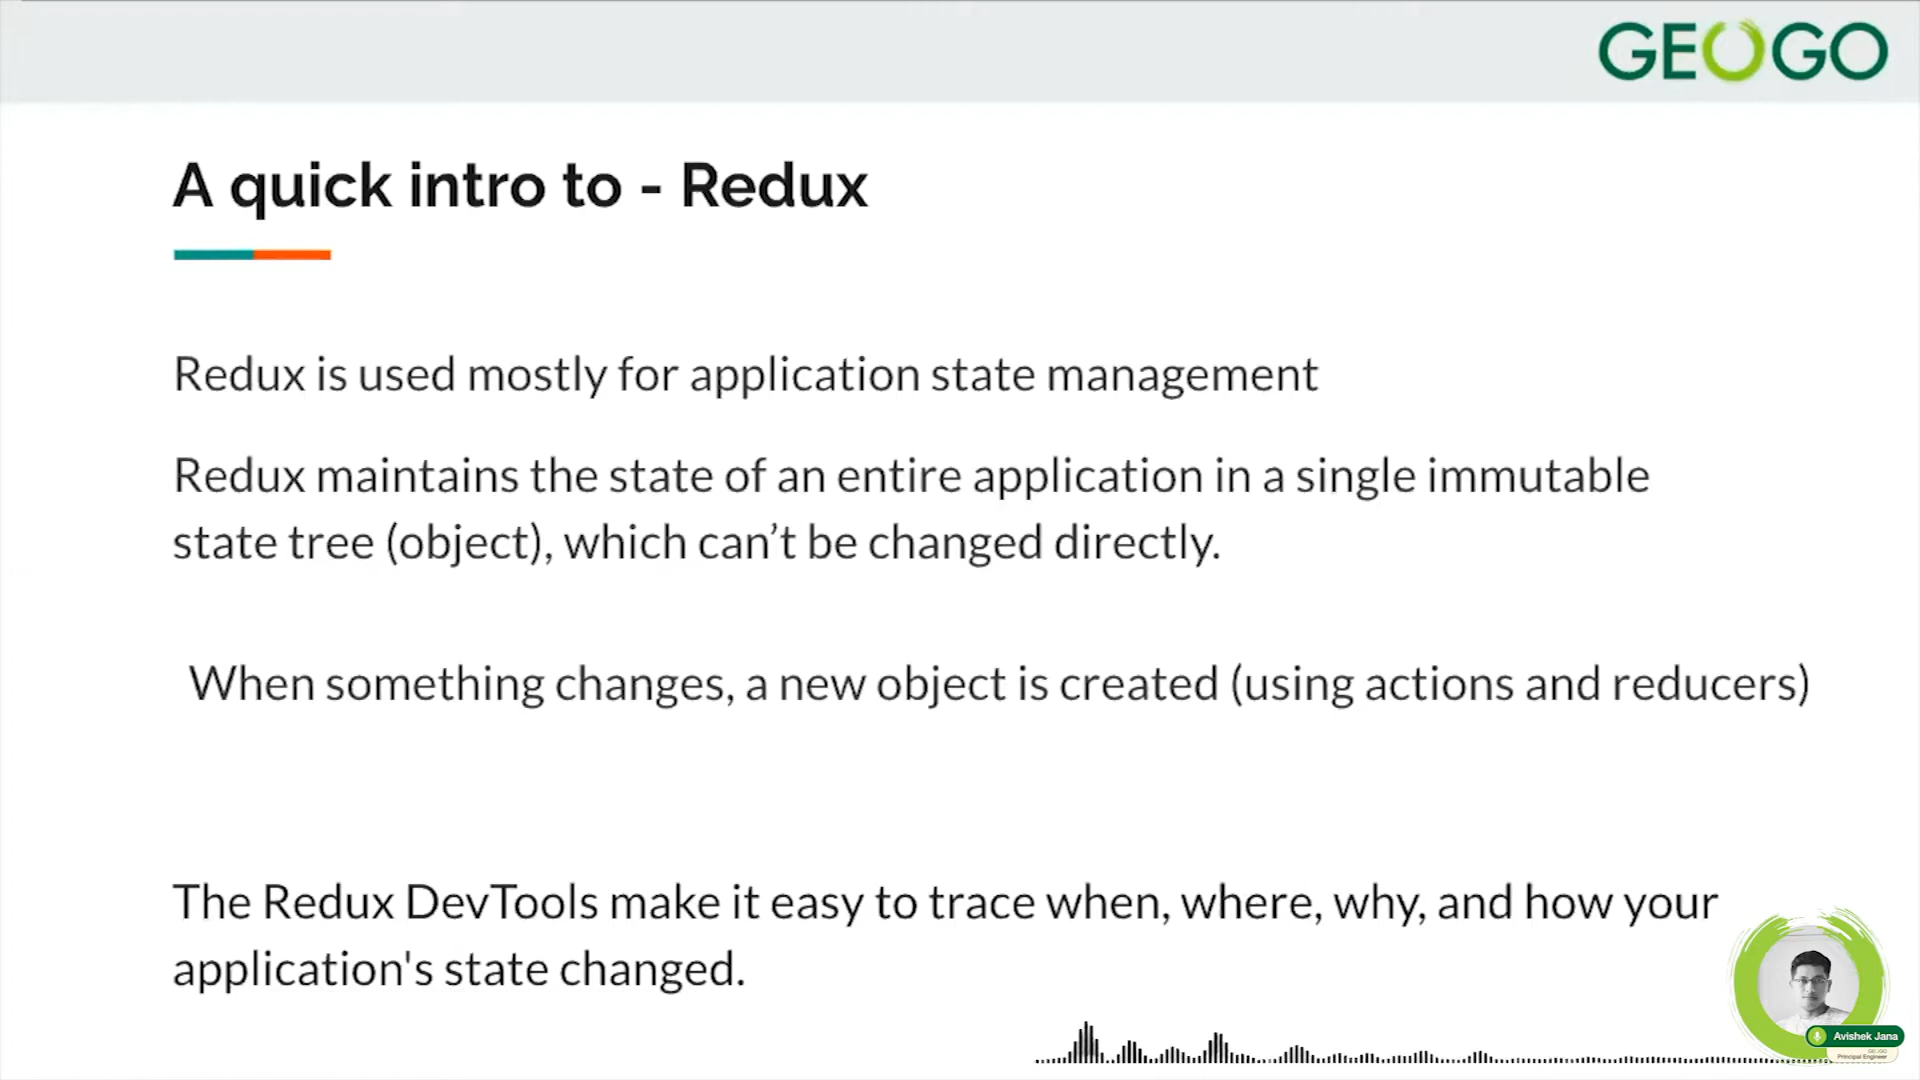 GEOGO
A quick intro to - Redux
Redux is used mostly for application state management
Redux maintains the state of an entire application in a single immutable
state tree (object), which can’t be changed directly.
When something changes, a new object is created (using actions and reducers)
The Redux DevTools make it easy to trace when, where, why, and how your
application's state changed.
Avishek Jana
GEOGO
Principal Engineer